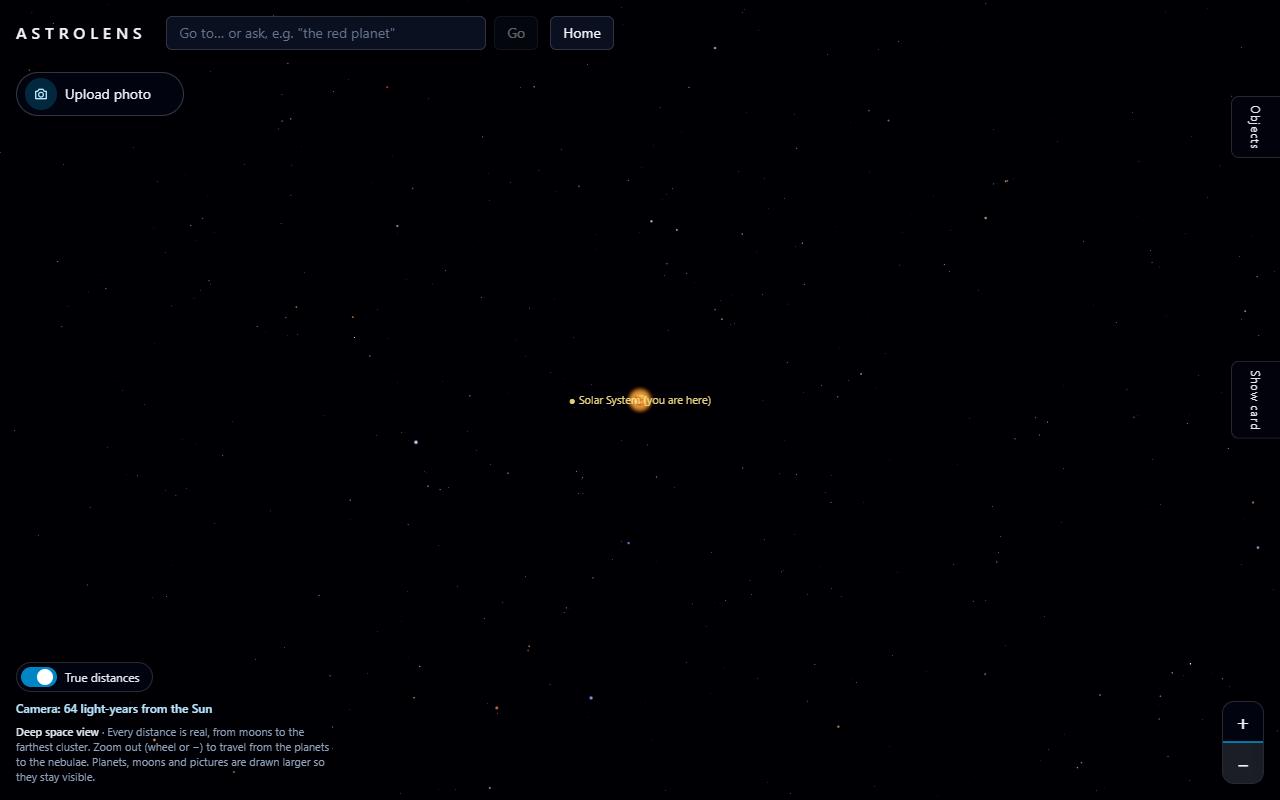 ASTROLENS
Go to... or ask, e.g. "the red planet"
Go
Home
Upload photo
Objects
Solar System (you are here)
Show card
True distances
Camera: 64 light-years from the Sun
Deep space view · Every distance is real, from moons to the
farthest cluster. Zoom out (wheel or −) to travel from the planets
to the nebulae. Planets, moons and pictures are drawn larger so
they stay visible.
+
−